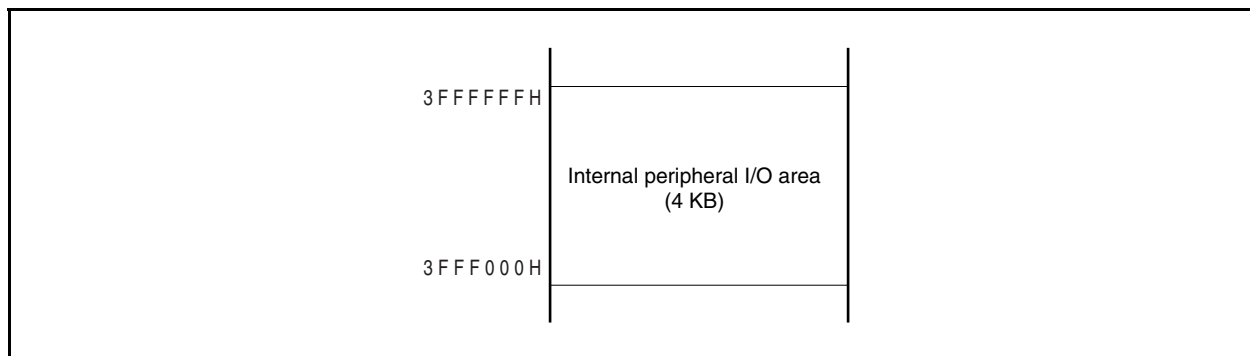 3FFFFFFH
Internal peripheral I/O area
(4 KB)
3FFF000H